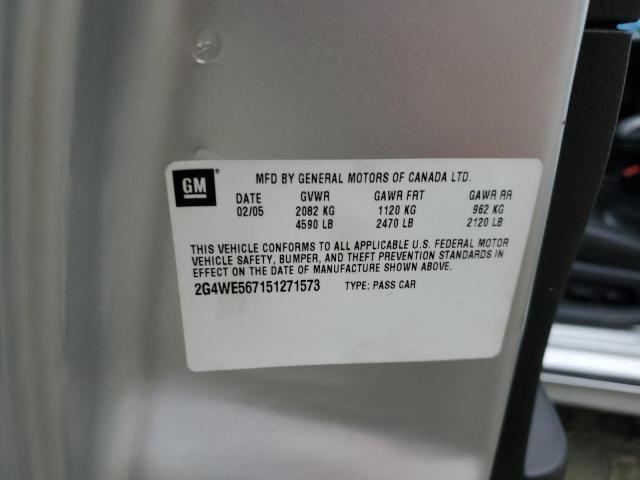 GM MFD BY GENERAL MOTORS OF CANADA LTD.
DATE GVWR GAWR FRT GAWR RR
02/05 2082 KG 1120 KG 962 KG
4590 LB 2470 LB 2120 LB
THIS VEHICLE CONFORMS TO ALL APPLICABLE U.S. FEDERAL MOTOR
VEHICLE SAFETY, BUMPER, AND THEFT PREVENTION STANDARDS IN
EFFECT ON THE DATE OF MANUFACTURE SHOWN ABOVE.
2G4WE567151271573 TYPE: PASS CAR